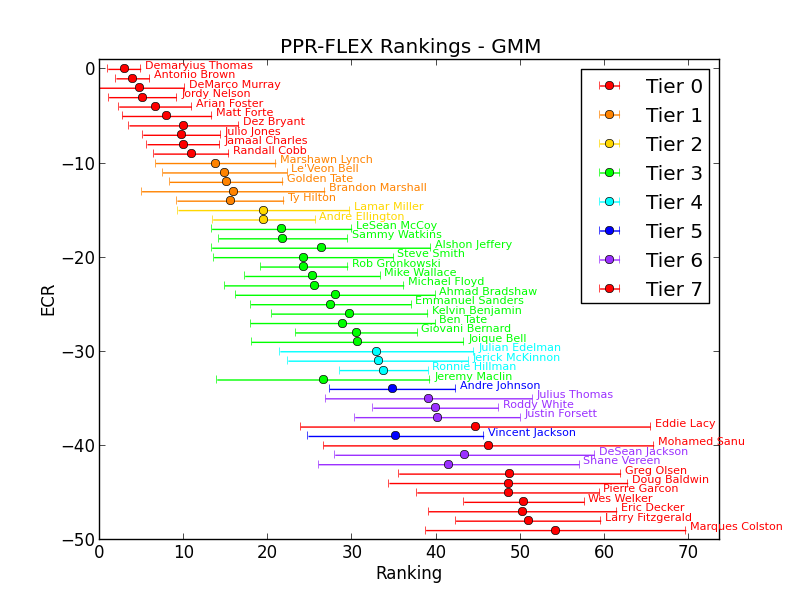 PPR-FLEX Rankings - GMM
Demaryius Thomas
Antonio Brown
DeMarco Murray
Jordy Nelson
Arian Foster
Matt Forte
Dez Bryant
Julio Jones
Jamaal Charles
Randall Cobb
Marshawn Lynch
Le'Veon Bell
Golden Tate
Brandon Marshall
Ty Hilton
Lamar Miller
Andre Ellington
LeSean McCoy
Sammy Watkins
Alshon Jeffery
Steve Smith
Rob Gronkowski
Mike Wallace
Michael Floyd
Ahmad Bradshaw
Emmanuel Sanders
Kelvin Benjamin
Ben Tate
Giovani Bernard
Joique Bell
Julian Edelman
Jerick McKinnon
Ronnie Hillman
Jeremy Maclin
Andre Johnson
Julius Thomas
Roddy White
Justin Forsett
Eddie Lacy
Vincent Jackson
Mohamed Sanu
DeSean Jackson
Shane Vereen
Greg Olsen
Doug Baldwin
Pierre Garcon
Wes Welker
Eric Decker
Larry Fitzgerald
Marques Colston
Tier 0
Tier 1
Tier 2
Tier 3
Tier 4
Tier 5
Tier 6
Tier 7
0
−10
−20
−30
−40
−50
ECR
0 10 20 30 40 50 60 70
Ranking